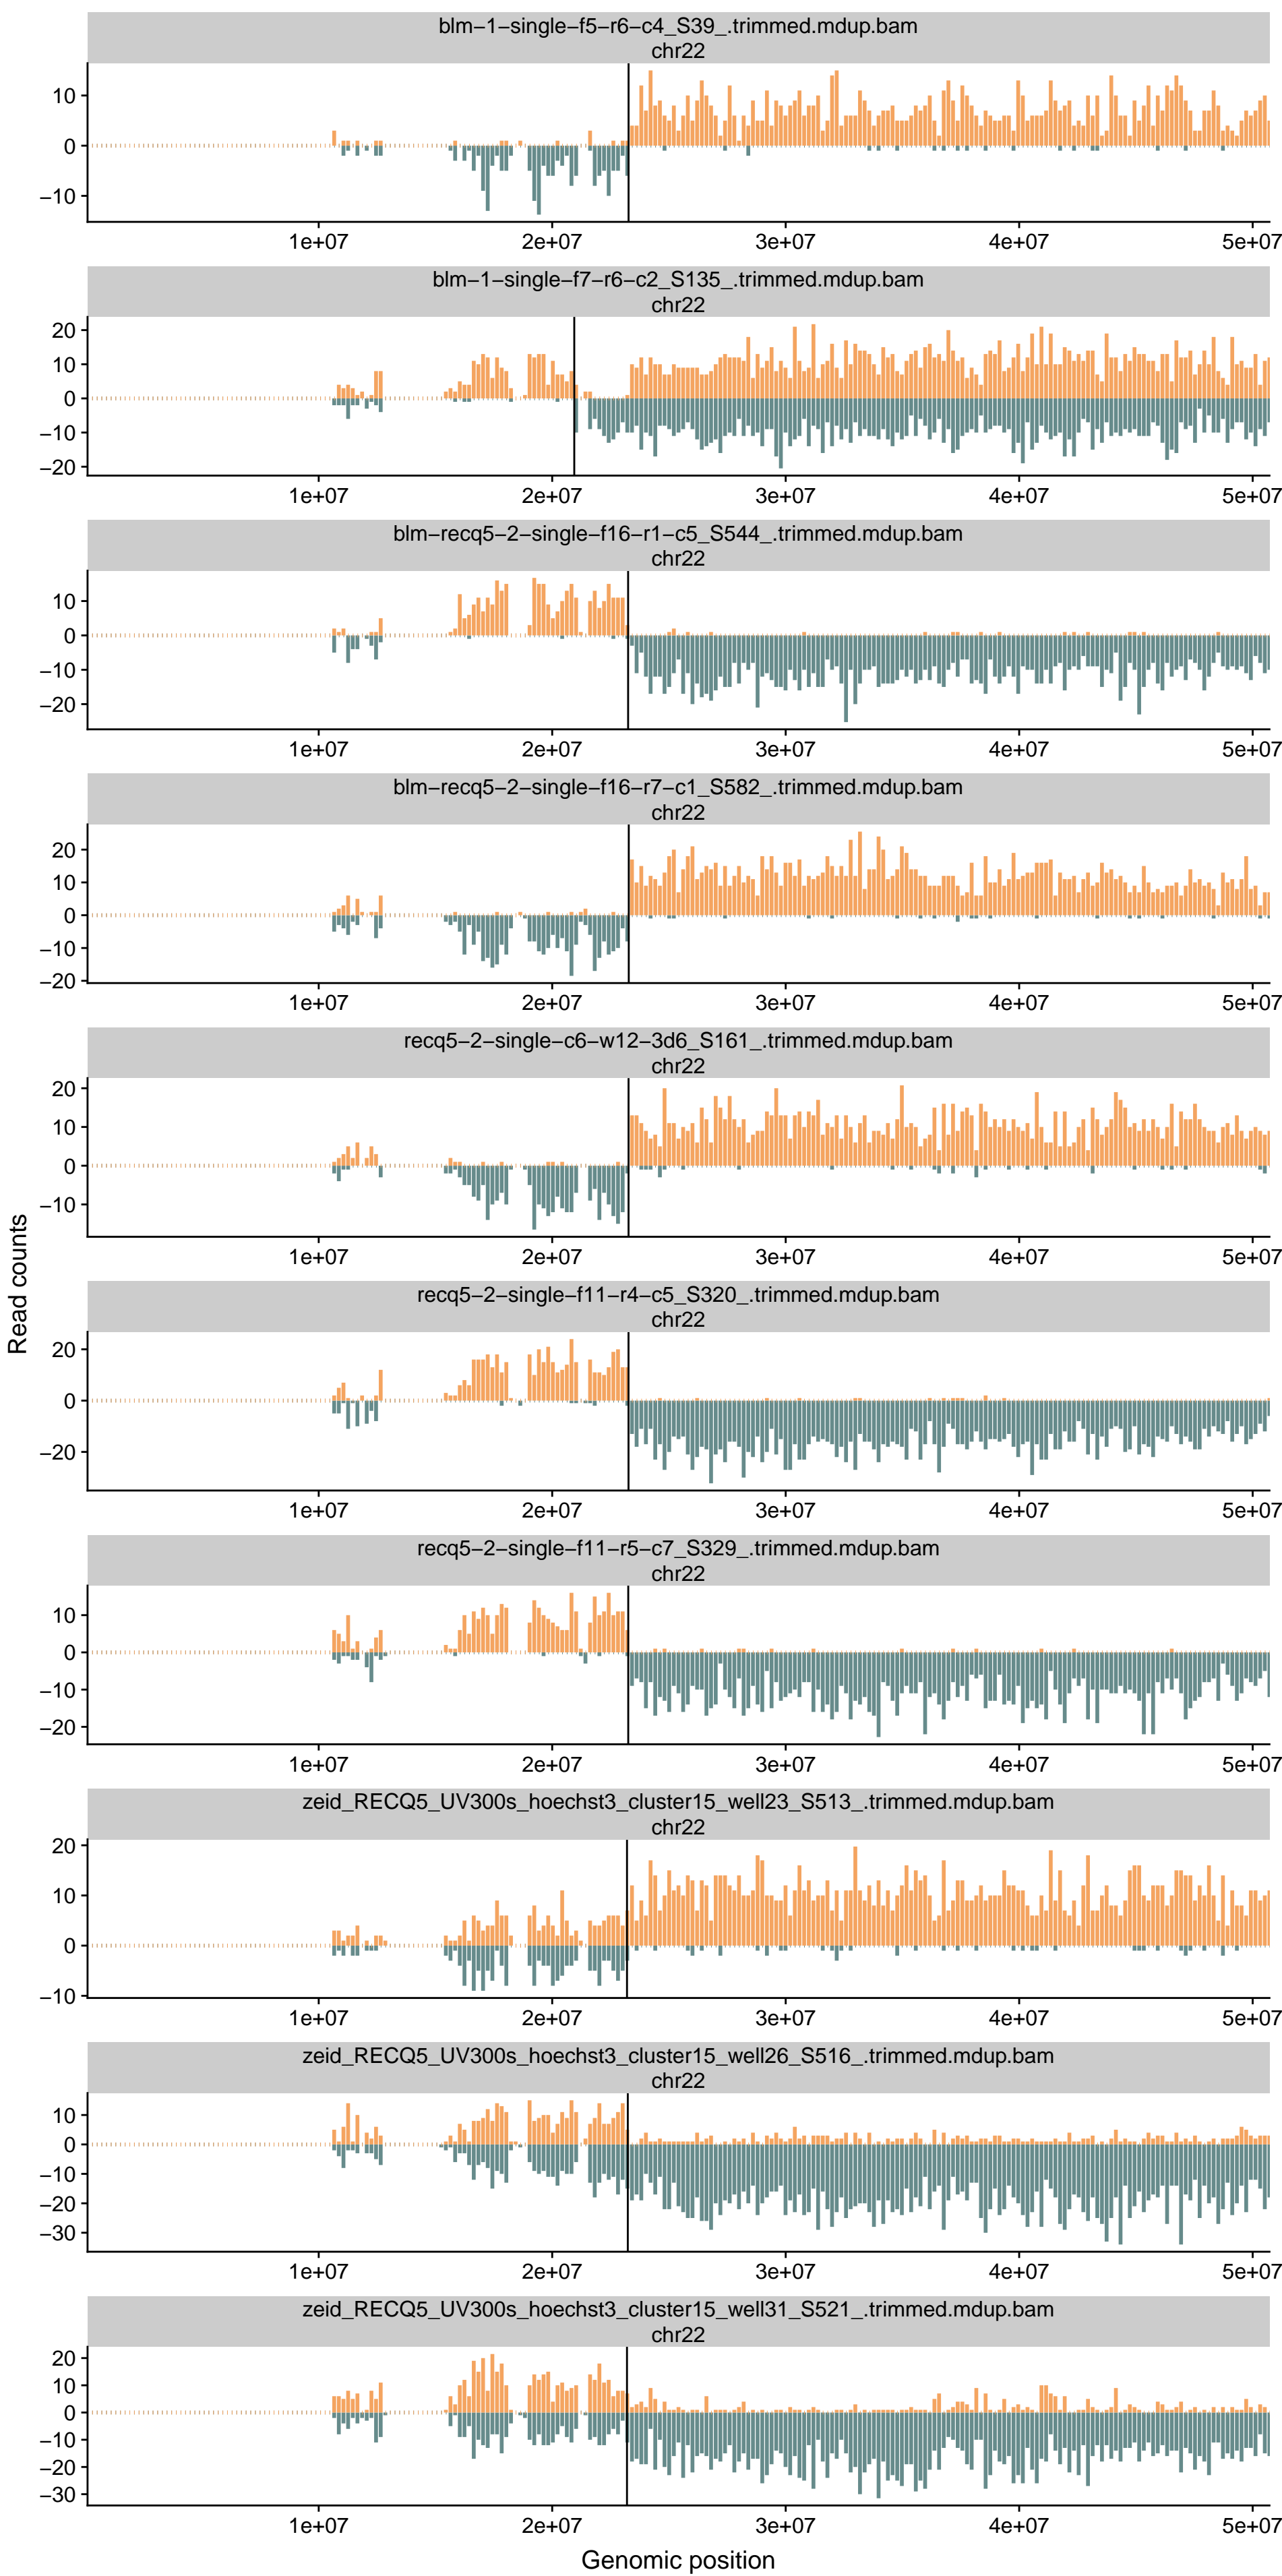 blm−1−single−f5−r6−c4_S39_.trimmed.mdup.bam
chr22
10
0
−10
1e+07 2e+07 3e+07 4e+07 5e+07
blm−1−single−f7−r6−c2_S135_.trimmed.mdup.bam
chr22
20
10
0
−10
−20
1e+07 2e+07 3e+07 4e+07 5e+07
blm−recq5−2−single−f16−r1−c5_S544_.trimmed.mdup.bam
chr22
10
0
−10
−20
1e+07 2e+07 3e+07 4e+07 5e+07
blm−recq5−2−single−f16−r7−c1_S582_.trimmed.mdup.bam
chr22
20
10
0
−10
−20
1e+07 2e+07 3e+07 4e+07 5e+07
recq5−2−single−c6−w12−3d6_S161_.trimmed.mdup.bam
chr22
20
10
0
−10
1e+07 2e+07 3e+07 4e+07 5e+07
Read counts
recq5−2−single−f11−r4−c5_S320_.trimmed.mdup.bam
chr22
20
0
−20
1e+07 2e+07 3e+07 4e+07 5e+07
recq5−2−single−f11−r5−c7_S329_.trimmed.mdup.bam
chr22
10
0
−10
−20
1e+07 2e+07 3e+07 4e+07 5e+07
zeid_RECQ5_UV300s_hoechst3_cluster15_well23_S513_.trimmed.mdup.bam
chr22
20
10
0
−10
1e+07 2e+07 3e+07 4e+07 5e+07
zeid_RECQ5_UV300s_hoechst3_cluster15_well26_S516_.trimmed.mdup.bam
chr22
10
0
−10
−20
−30
1e+07 2e+07 3e+07 4e+07 5e+07
zeid_RECQ5_UV300s_hoechst3_cluster15_well31_S521_.trimmed.mdup.bam
chr22
20
10
0
−10
−20
−30
1e+07 2e+07 3e+07 4e+07 5e+07
Genomic position